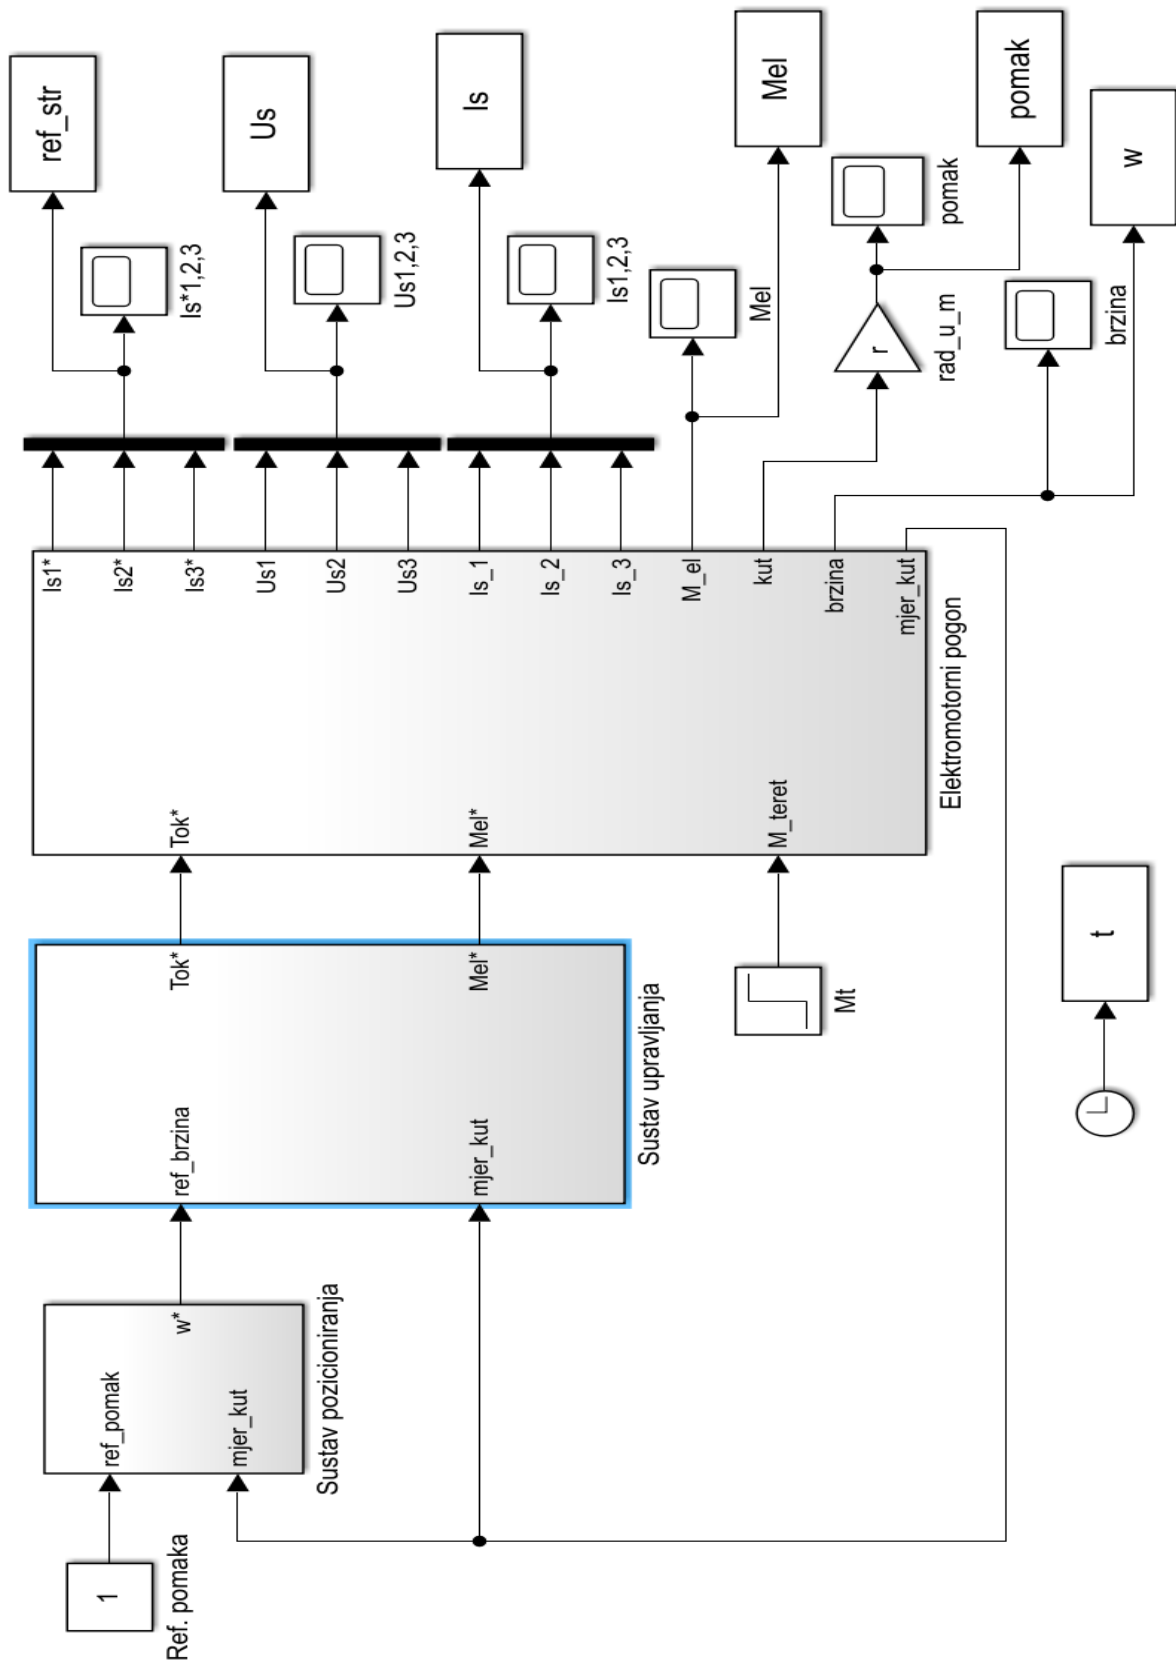 1
Ref. pomaka
ref_pomak
mjer_kut
w*
Sustav pozicioniranja
ref_brzina
mjer_kut
Tok*
Mel*
Sustav upravljanja
Mt
Tok*
Mel*
M_teret
Is1*
Is2*
Is3*
Us1
Us2
Us3
Is_1
Is_2
Is_3
M_el
kut
brzina
mjer_kut
Elektromotorni pogon
Is*1,2,3
ref_str
Us1,2,3
Us
Is1,2,3
Is
Mel
Mel
r
rad_u_m
pomak
pomak
brzina
w
t